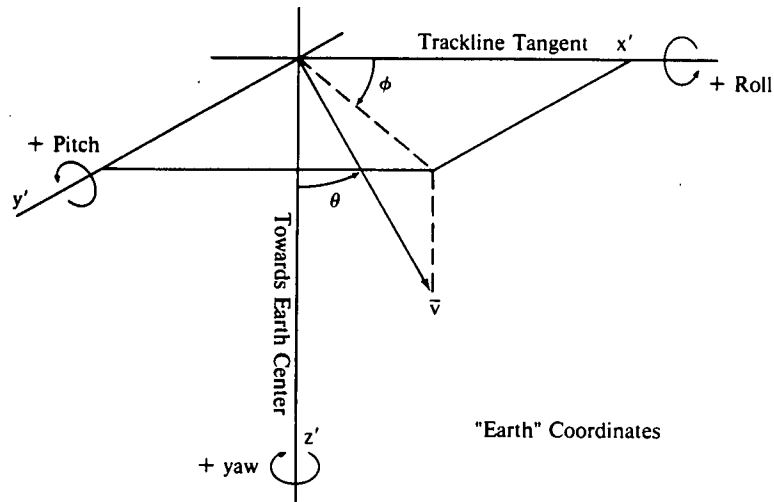 Trackline Tangent
x'
+ Roll
ϕ
+ Pitch
y'
θ
Towards Earth Center
v̄
z'
+ yaw
"Earth" Coordinates